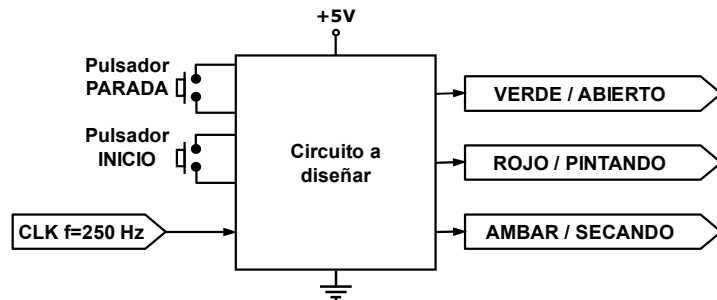 +5V
Pulsador
PARADA
Pulsador
INICIO
CLK f=250 Hz
Circuito a
diseñar
VERDE / ABIERTO
ROJO / PINTANDO
AMBAR / SECANDO